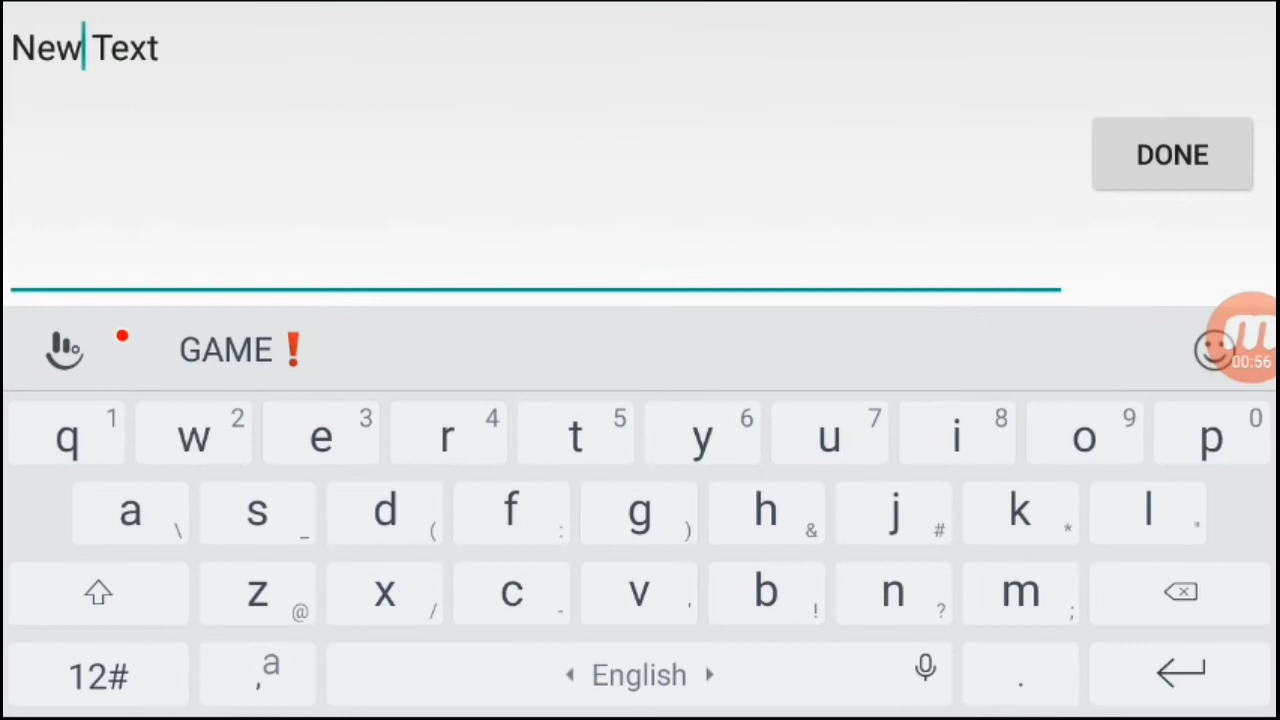 New Text
DONE
GAME❗
00:56
q 1 w 2 e 3 r 4 t 5 y 6 u 7 i 8 o 9 p 0
a \ s _ d ( f : g ) h & j # k * l "
z @ x / c - v ' b ! n ? m ;
12# , a English .